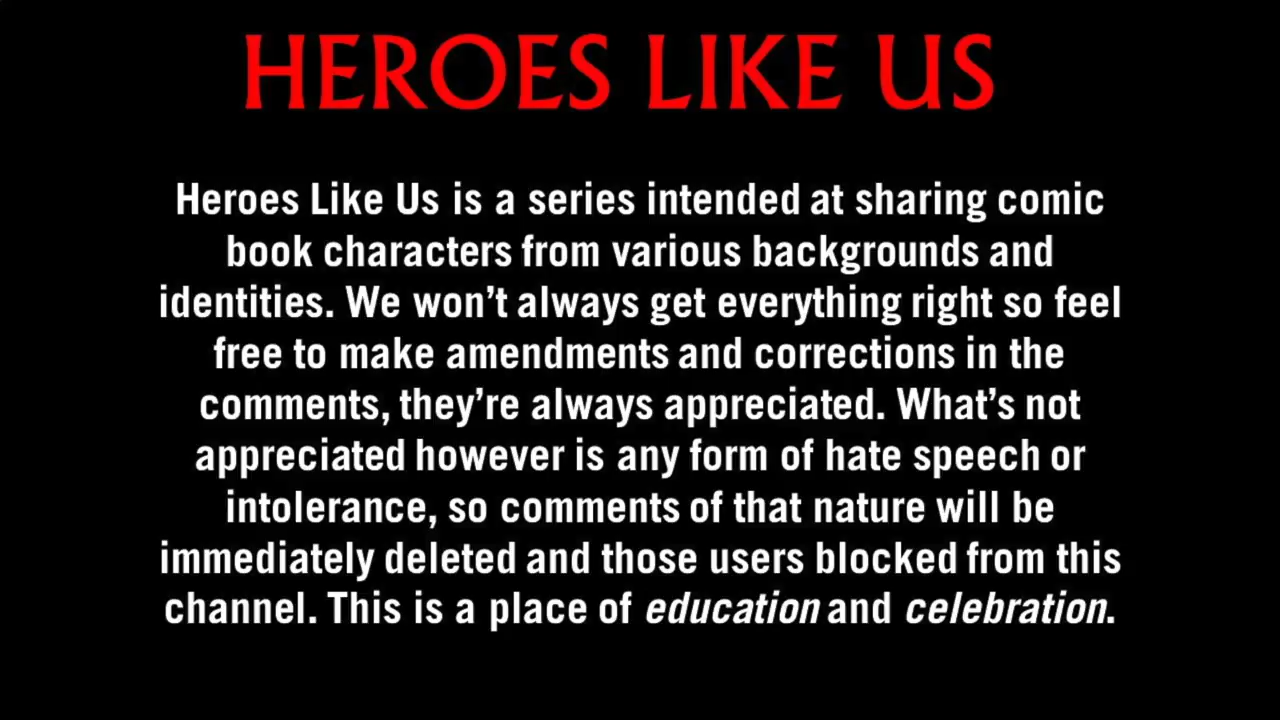 HEROES LIKE US
Heroes Like Us is a series intended at sharing comic
book characters from various backgrounds and
identities. We won’t always get everything right so feel
free to make amendments and corrections in the
comments, they’re always appreciated. What’s not
appreciated however is any form of hate speech or
intolerance, so comments of that nature will be
immediately deleted and those users blocked from this
channel. This is a place of education and celebration.